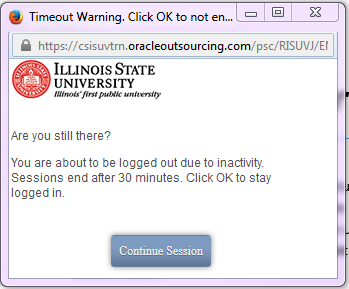 Timeout Warning. Click OK to not en...
https://csisuvtrn.oracleoutsourcing.com/psc/RISUVJ/EM
ILLINOIS STATE
UNIVERSITY
Illinois' first public university
Are you still there?
You are about to be logged out due to inactivity.
Sessions end after 30 minutes. Click OK to stay
logged in.
Continue Session